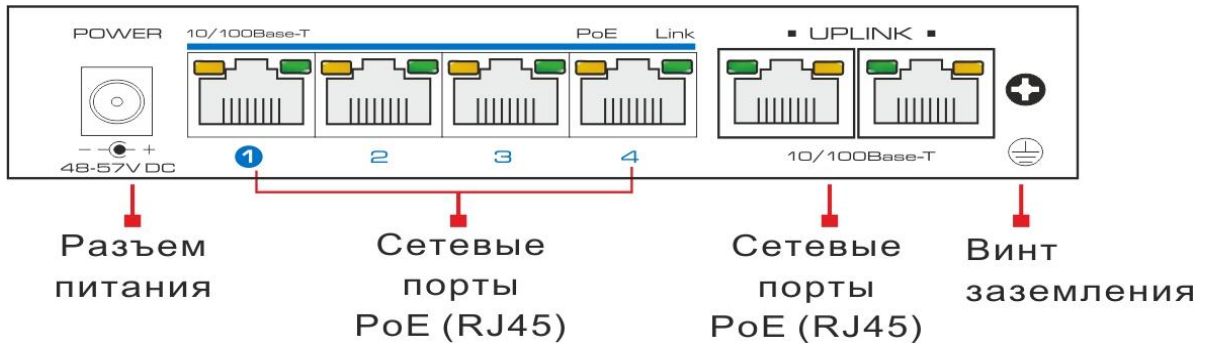 POWER 10/100Base-T PoE Link ▪ UPLINK ▪
- + 
48-57V DC
1 2 3 4 10/100Base-T
Разъем
питания
Сетевые
порты
PoE (RJ45)
Сетевые
порты
PoE (RJ45)
Винт
заземления